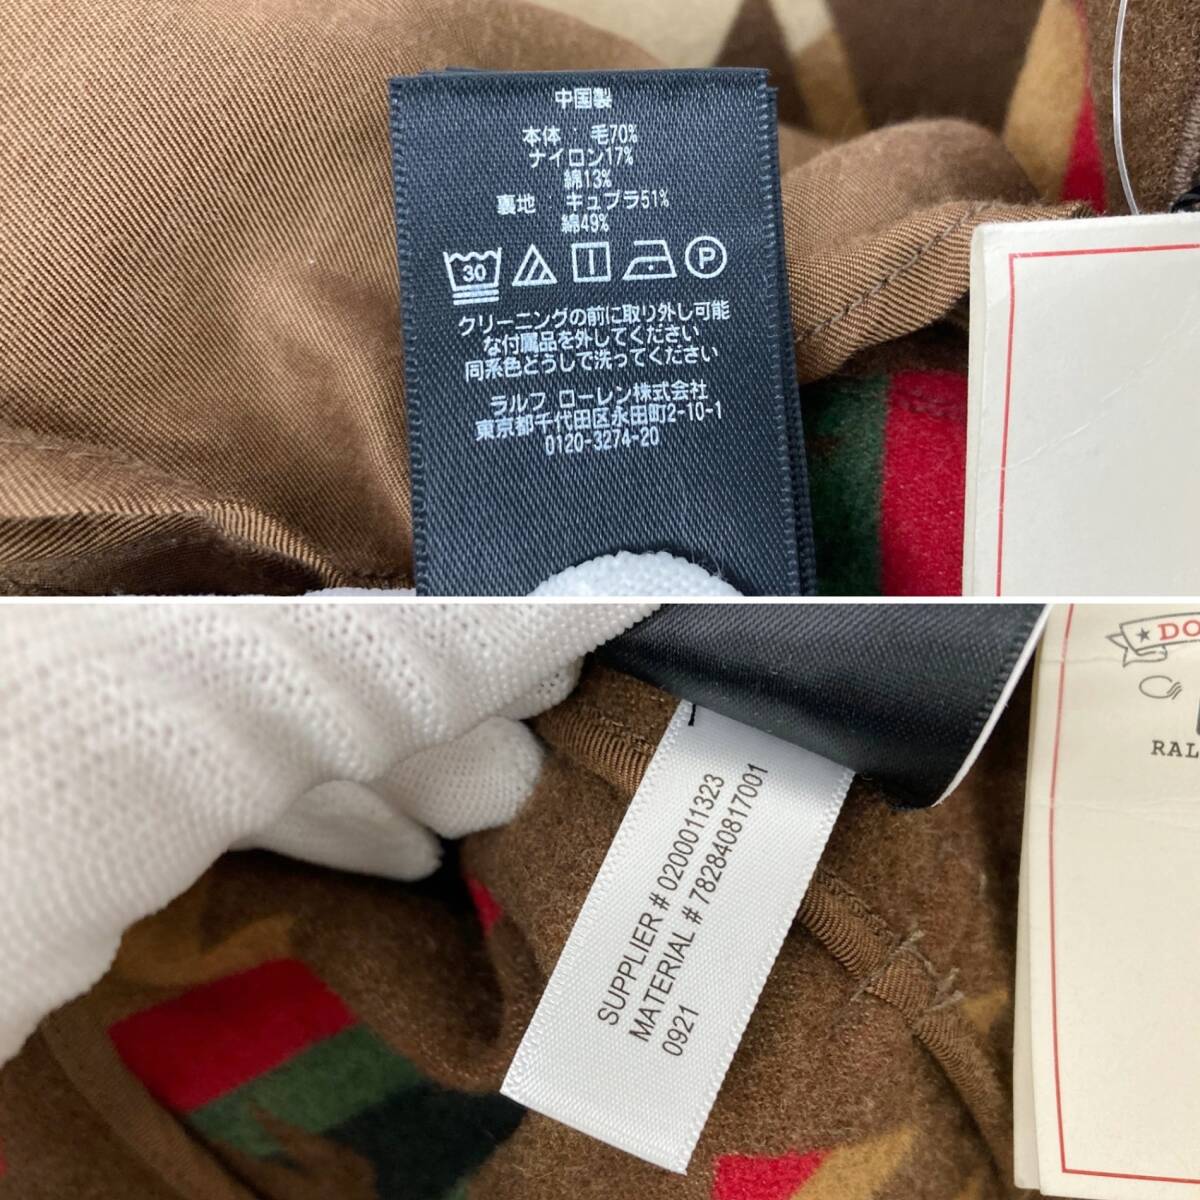 中国製
本体 : 毛70%
ナイロン17%
綿13%
裏地 : キュプラ51%
綿49%
30
P
クリーニングの前に取り外し可能
な付属品を外してください
同系色どうしで洗ってください
ラルフ ローレン株式会社
東京都千代田区永田町2-10-1
0120-3274-20
★ DO
RAL
SUPPLIER # 0200011323
MATERIAL # 782840817001
0921